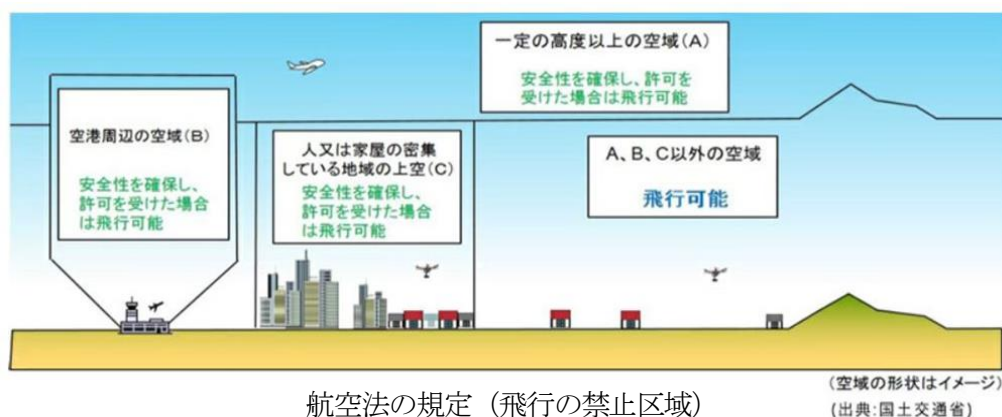 一定の高度以上の空域(A)
安全性を確保し、許可を
受けた場合は飛行可能
空港周辺の空域(B)
安全性を確保し、
許可を受けた場合
は飛行可能
人又は家屋の密集
している地域の上空(C)
安全性を確保し、
許可を受けた場合
は飛行可能
A、B、C以外の空域
飛行可能
(空域の形状はイメージ)
(出典:国土交通省)
航空法の規定（飛行の禁止区域）